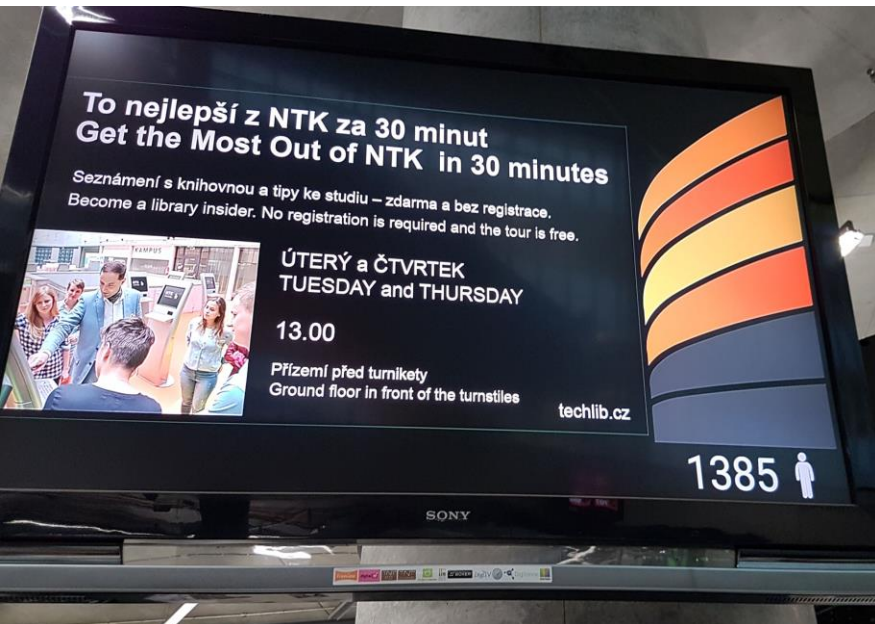 To nejlepší z NTK za 30 minut
Get the Most Out of NTK in 30 minutes
Seznámení s knihovnou a tipy ke studiu – zdarma a bez registrace.
Become a library insider. No registration is required and the tour is free.
KAMPUS
ÚTERÝ a ČTVRTEK
TUESDAY and THURSDAY
13.00
Přízemí před turnikety
Ground floor in front of the turnstiles
techlib.cz
1385
SONY